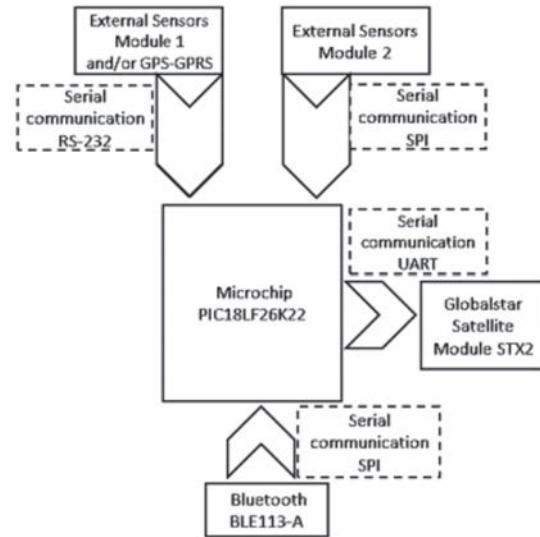 External Sensors
Module 1
and/or GPS-GPRS
External Sensors
Module 2
Serial
communication
RS-232
Serial
communication
SPI
Serial
communication
UART
Microchip
PIC18LF26K22
Globalstar
Satellite
Module STX2
Serial
communication
SPI
Bluetooth
BLE113-A